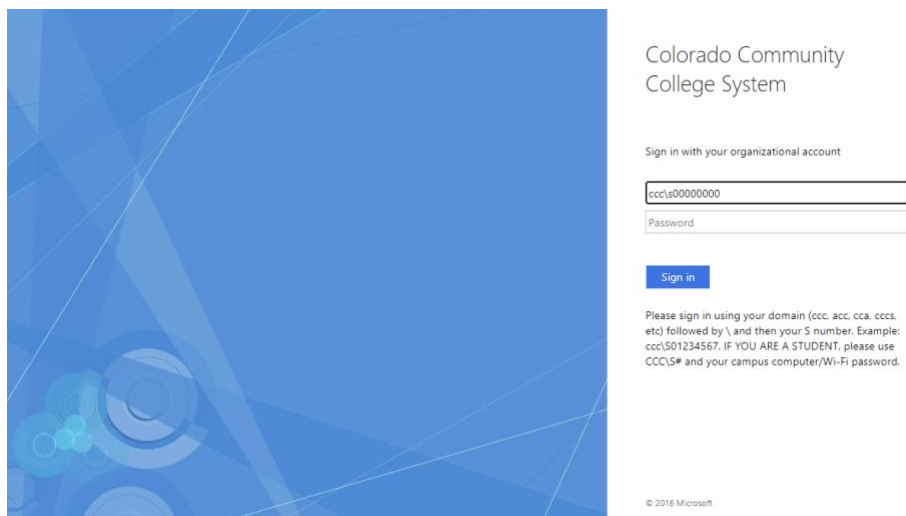 Colorado Community
College System
Sign in with your organizational account
ccc\s00000000
Password
Sign in
Please sign in using your domain (ccc, acc, cca, cccs,
etc) followed by \ and then your S number. Example:
ccc\S01234567. IF YOU ARE A STUDENT, please use
CCC\S# and your campus computer/Wi-Fi password.
© 2016 Microsoft